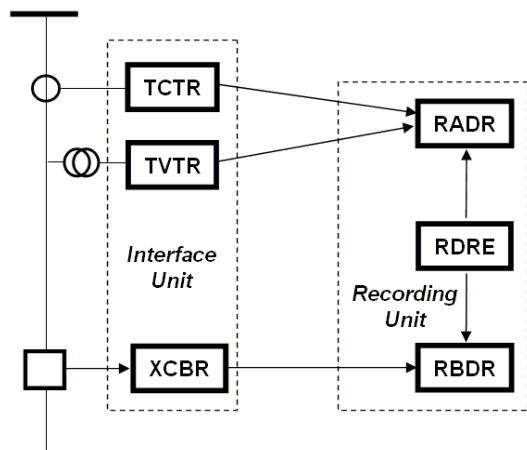 TCTR
RADR
TVTR
RDRE
Interface
Unit
Recording
Unit
XCBR
RBDR